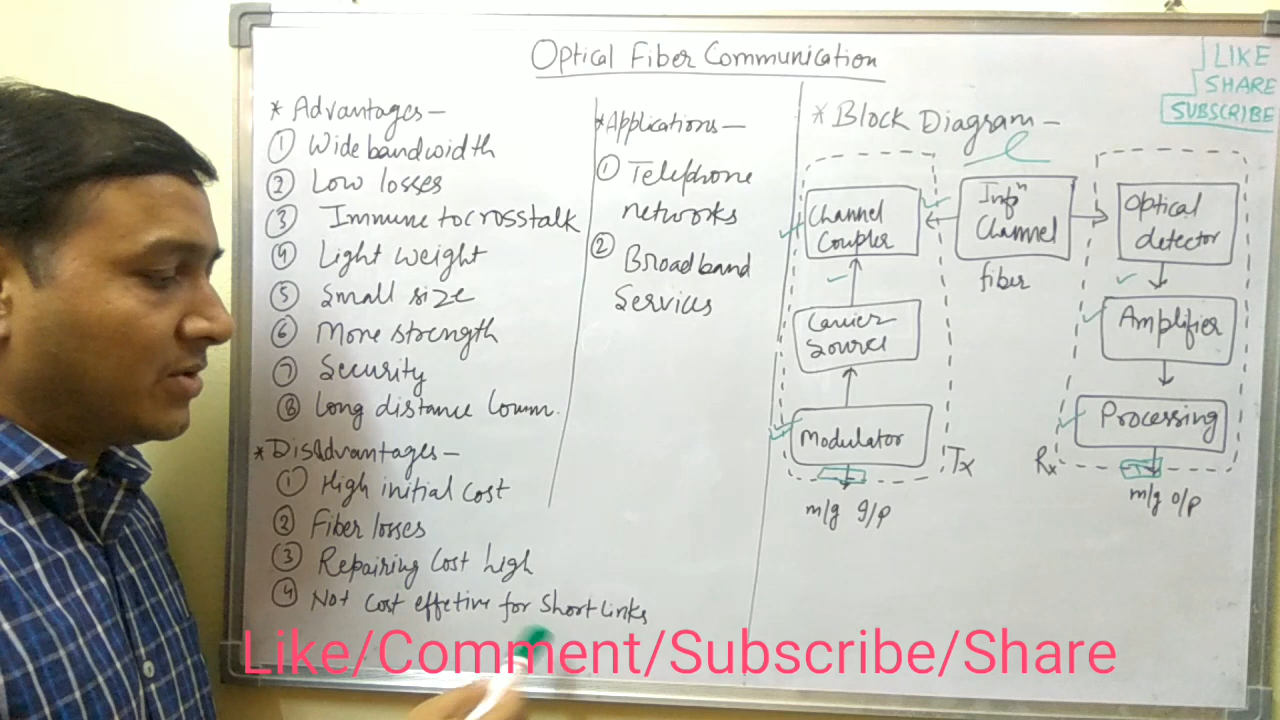 Optical Fiber Communication
LIKE
SHARE
SUBSCRIBE
* Advantages -
① Wide bandwidth
② Low losses
③ Immune to crosstalk
④ Light weight
⑤ Small size
⑥ More strength
⑦ Security
⑧ Long distance Comm.
* DisAdvantages -
① High initial cost
② Fiber losses
③ Repairing Cost high
④ Not Cost effetive for Short links
* Applications -
① Telephone
networks
② Broadband
Services
* Block Diagram -
Channel
Coupler
Carrier
Source
Modulator
Tx
m/g I/p
Infⁿ
Channel
fiber
Optical
detector
Amplifier
Processing
Rx
m/g o/p
Like/Comment/Subscribe/Share